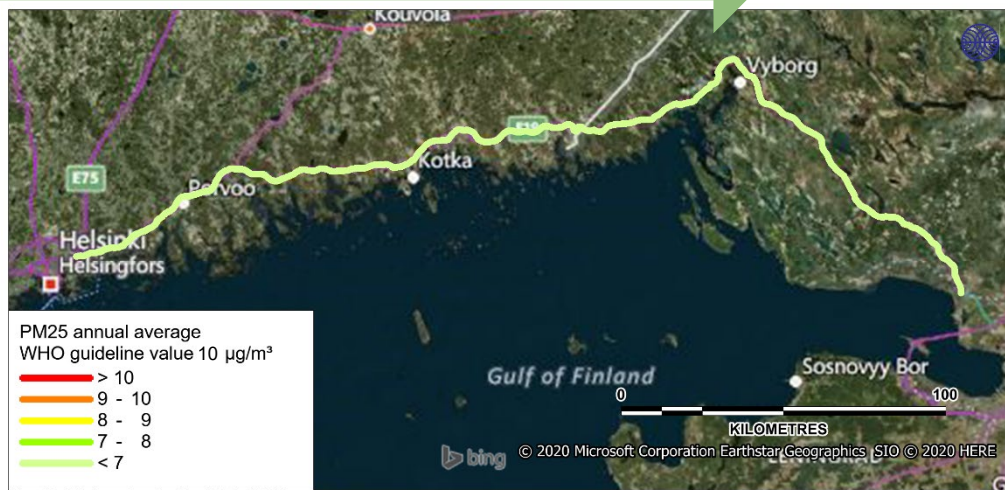 Kouvola
Vyborg
E18
Kotka
E75
Porvoo
Helsinki
Helsingfors
PM25 annual average
WHO guideline value 10 µg/m³
> 10
9 - 10
8 - 9
7 - 8
< 7
Gulf of Finland
Sosnovyy Bor
0 100
KILOMETRES
LENINGRAD
bing
© 2020 Microsoft Corporation Earthstar Geographics SIO © 2020 HERE